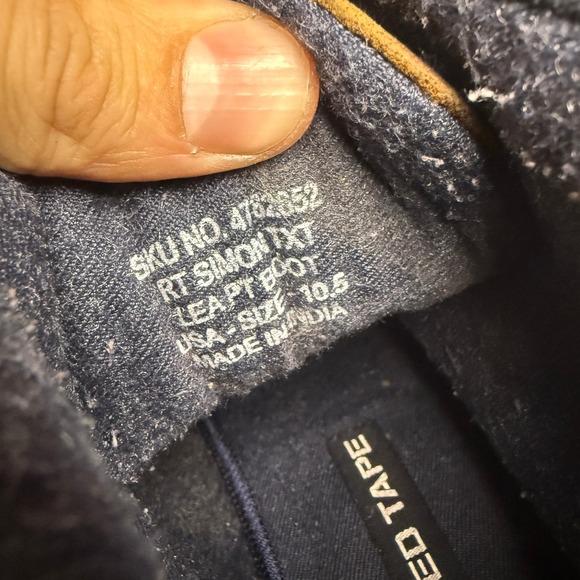 SKU NO.
RT SIMON TXT
LEA PT BOOT
USA - SIZE - 10.5
MADE IN INDIA
ED TAPE